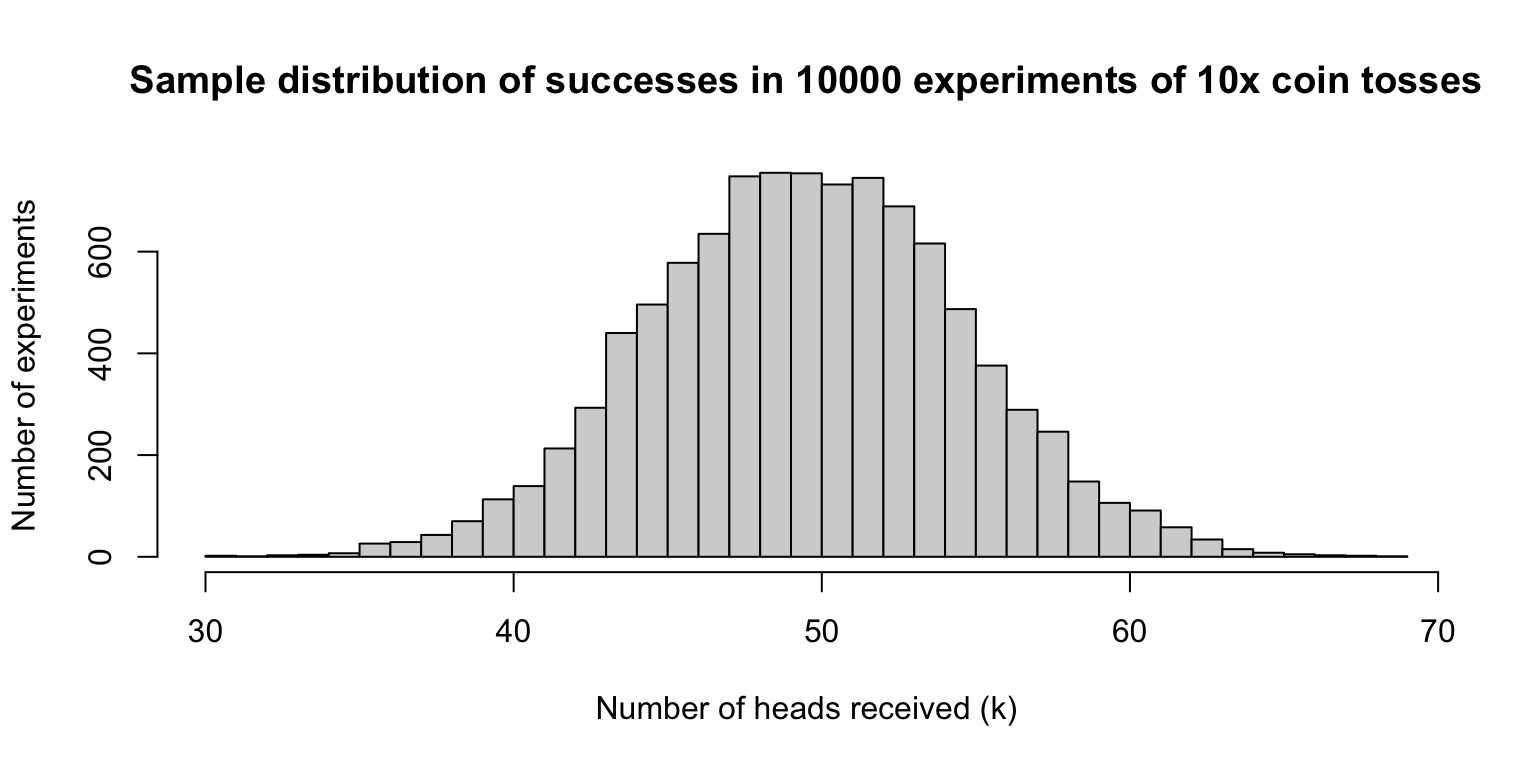 Sample distribution of successes in 10000 experiments of 10x coin tosses
Number of experiments
600
400
200
0
30 40 50 60 70
Number of heads received (k)